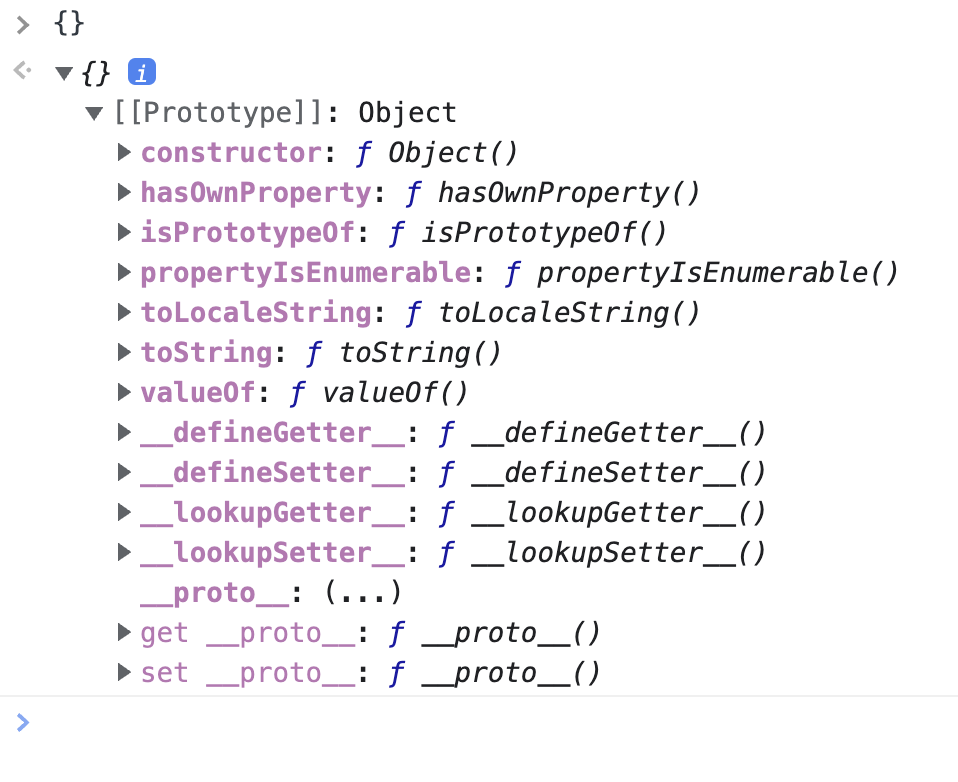 {}
{} i
[[Prototype]]: Object
constructor: ƒ Object()
hasOwnProperty: ƒ hasOwnProperty()
isPrototypeOf: ƒ isPrototypeOf()
propertyIsEnumerable: ƒ propertyIsEnumerable()
toLocaleString: ƒ toLocaleString()
toString: ƒ toString()
valueOf: ƒ valueOf()
__defineGetter__: ƒ __defineGetter__()
__defineSetter__: ƒ __defineSetter__()
__lookupGetter__: ƒ __lookupGetter__()
__lookupSetter__: ƒ __lookupSetter__()
__proto__: (...)
get __proto__: ƒ __proto__()
set __proto__: ƒ __proto__()